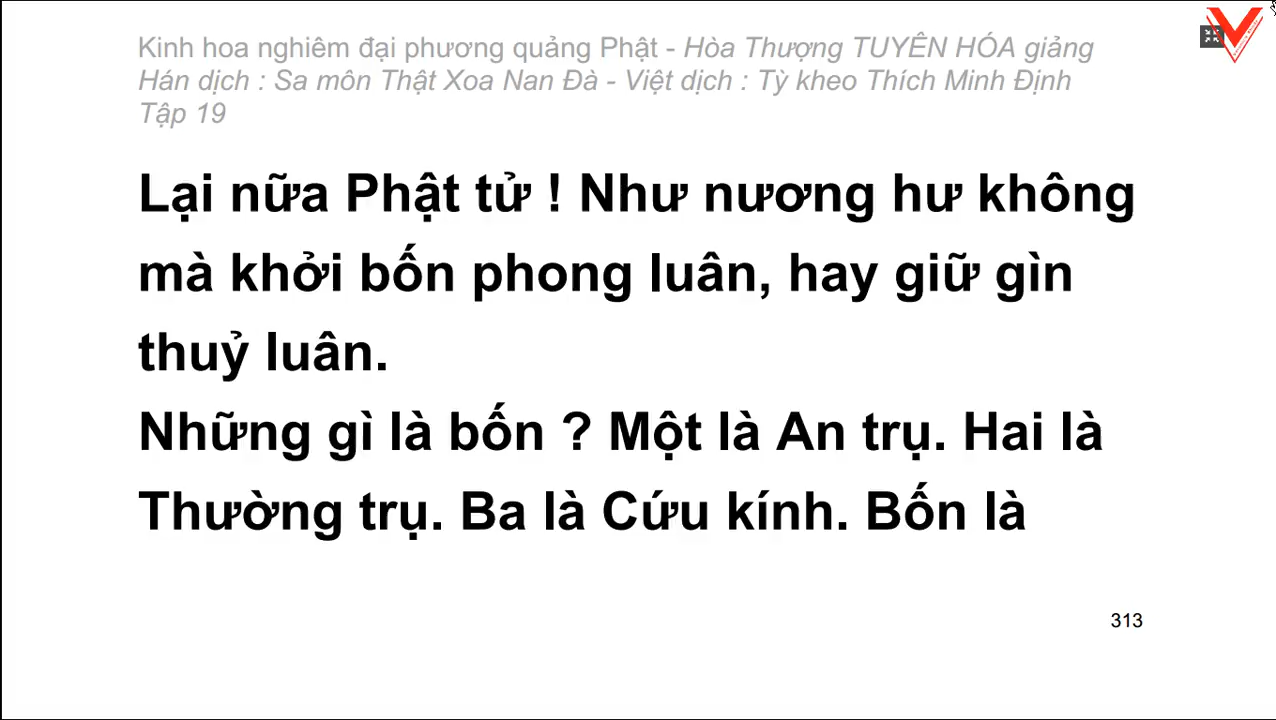 Kinh hoa nghiêm đại phương quảng Phật - Hòa Thượng TUYÊN HÓA giảng
Hán dịch : Sa môn Thật Xoa Nan Đà - Việt dịch : Tỳ kheo Thích Minh Định
Tập 19
Lại nữa Phật tử ! Như nương hư không
mà khởi bốn phong luân, hay giữ gìn
thuỷ luân.
Những gì là bốn ? Một là An trụ. Hai là
Thường trụ. Ba là Cứu kính. Bốn là
313